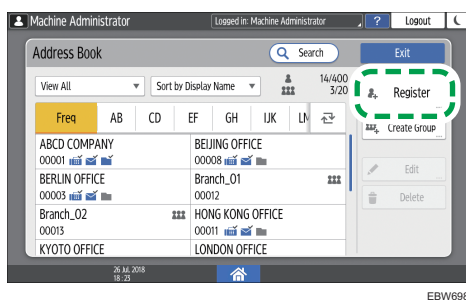 Machine Administrator
Logged in: Machine Administrator
?
Logout
Address Book
Search
Exit
View All
Sort by Display Name
14/400
3/20
Register
Freq
AB
CD
EF
GH
IJK
Create Group
ABCD COMPANY
00001
BEIJING OFFICE
00008
BERLIN OFFICE
00003
Branch_01
00012
Edit
Delete
Branch_02
00013
HONG KONG OFFICE
00011
KYOTO OFFICE
LONDON OFFICE
26 Jul. 2018
18:23
EBW698